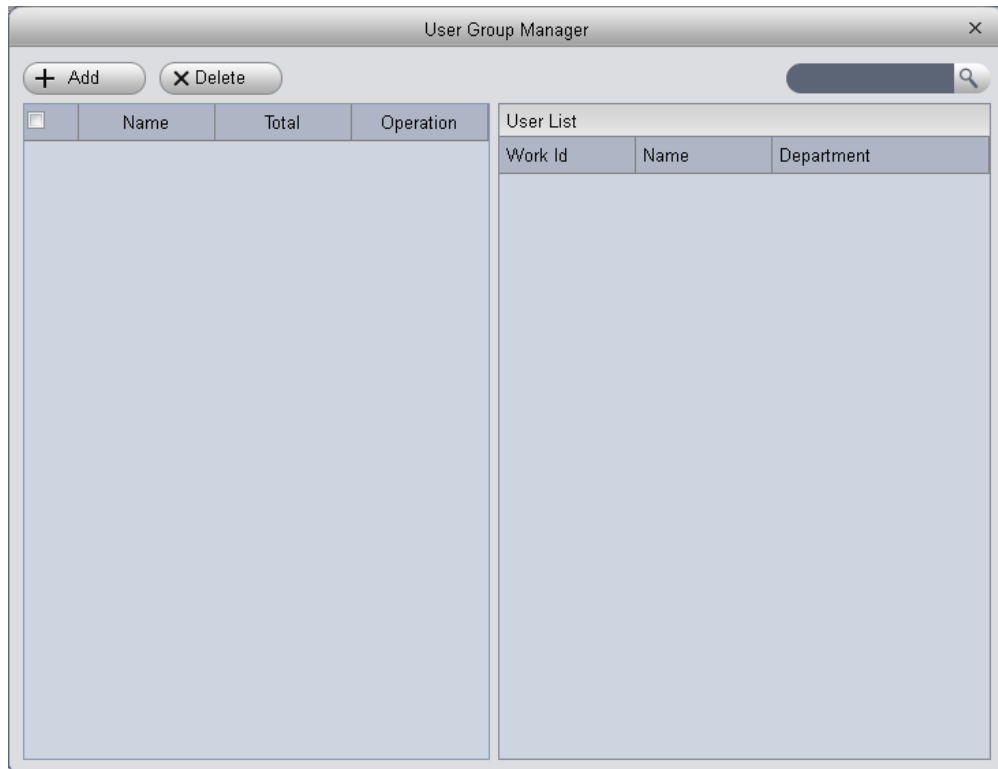 User Group Manager
Add Delete
Name Total Operation
User List
Work Id Name Department